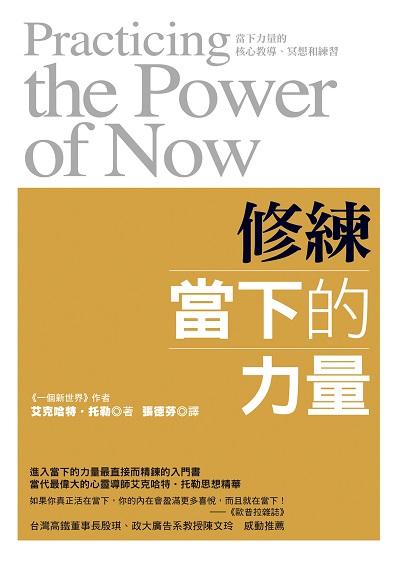 Practicing
當下力量的
核心教導、冥想和練習
the Power
of Now
修練
當下的
力量
《一個新世界》作者
艾克哈特・托勒◎著 張德芬◎譯
進入當下的力量最直接而精鍊的入門書
當代最偉大的心靈導師艾克哈特・托勒思想精華
如果你真正活在當下，你的內在會盈滿更多喜悅，而且就在當下！
——《歐普拉雜誌》
台灣高鐵董事長殷琪、政大廣告系教授陳文玲 感動推薦